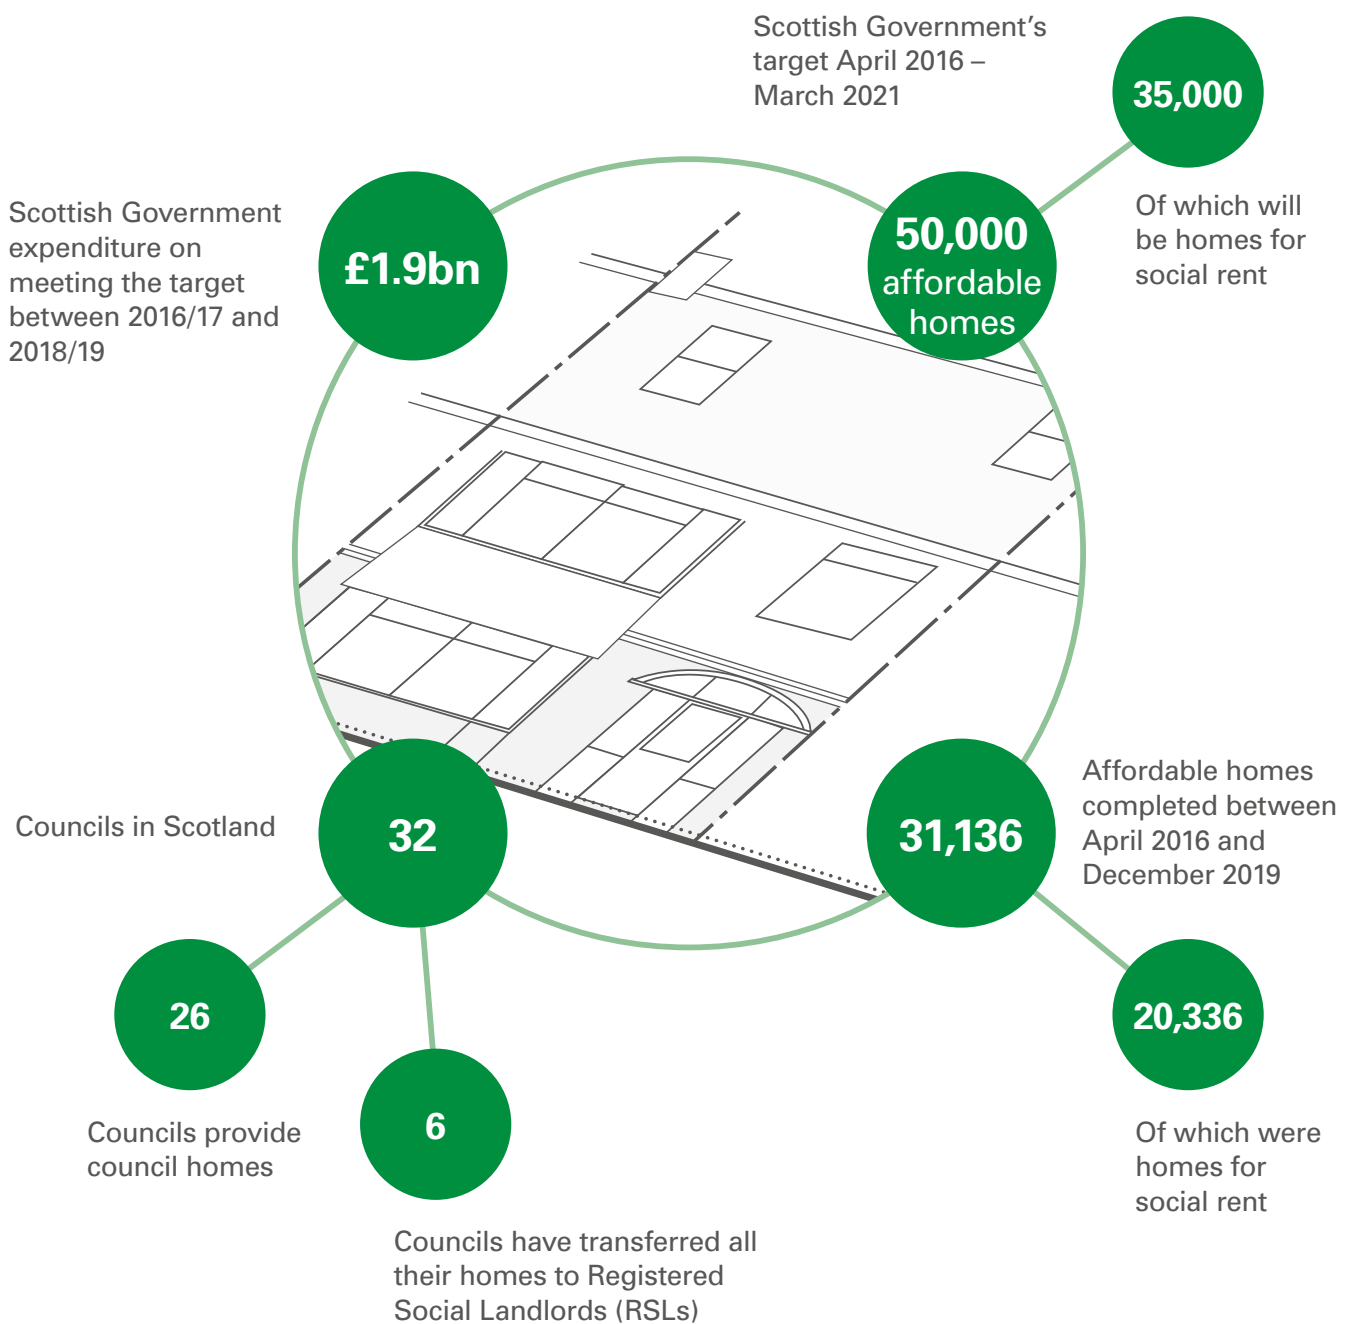 Scottish Government's
target April 2016 –
March 2021
35,000
Of which will
be homes for
social rent
50,000
affordable
homes
Scottish Government
expenditure on
meeting the target
between 2016/17 and
2018/19
£1.9bn
Councils in Scotland
32
31,136
Affordable homes
completed between
April 2016 and
December 2019
26
Councils provide
council homes
6
Councils have transferred all
their homes to Registered
Social Landlords (RSLs)
20,336
Of which were
homes for
social rent